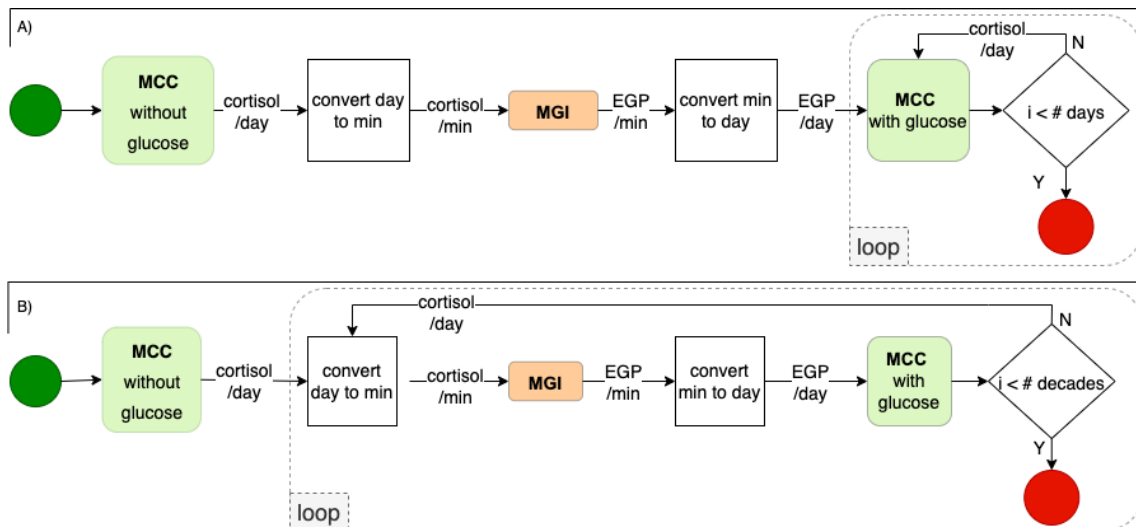 A)
MCC
without
glucose
cortisol
/day
convert day
to min
cortisol
/min
MGI
EGP
/min
convert min
to day
EGP
/day
MCC
with glucose
cortisol
/day
N
i < # days
Y
loop
B)
MCC
without
glucose
cortisol
/day
cortisol
/day
convert
day to min
cortisol
/min
MGI
EGP
/min
convert
min to day
EGP
/day
MCC
with
glucose
N
i < # decades
Y
loop